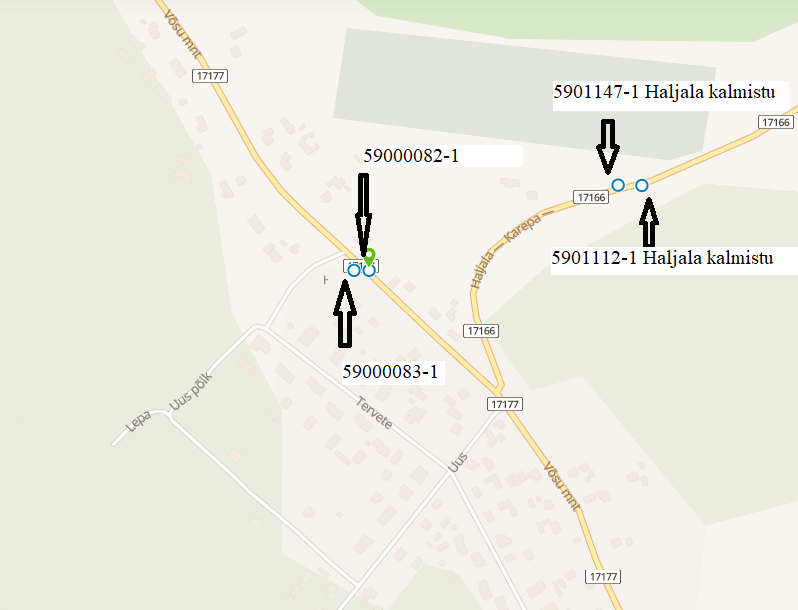 Võsu mnt
17177
5901147-1 Haljala kalmistu
17166
59000082-1
17166
Haljala — Karepa —
5901112-1 Haljala kalmistu
H
17166
59000083-1
Uus põik
Lepa
Tervete
17177
Uus
Võsu mnt
17177